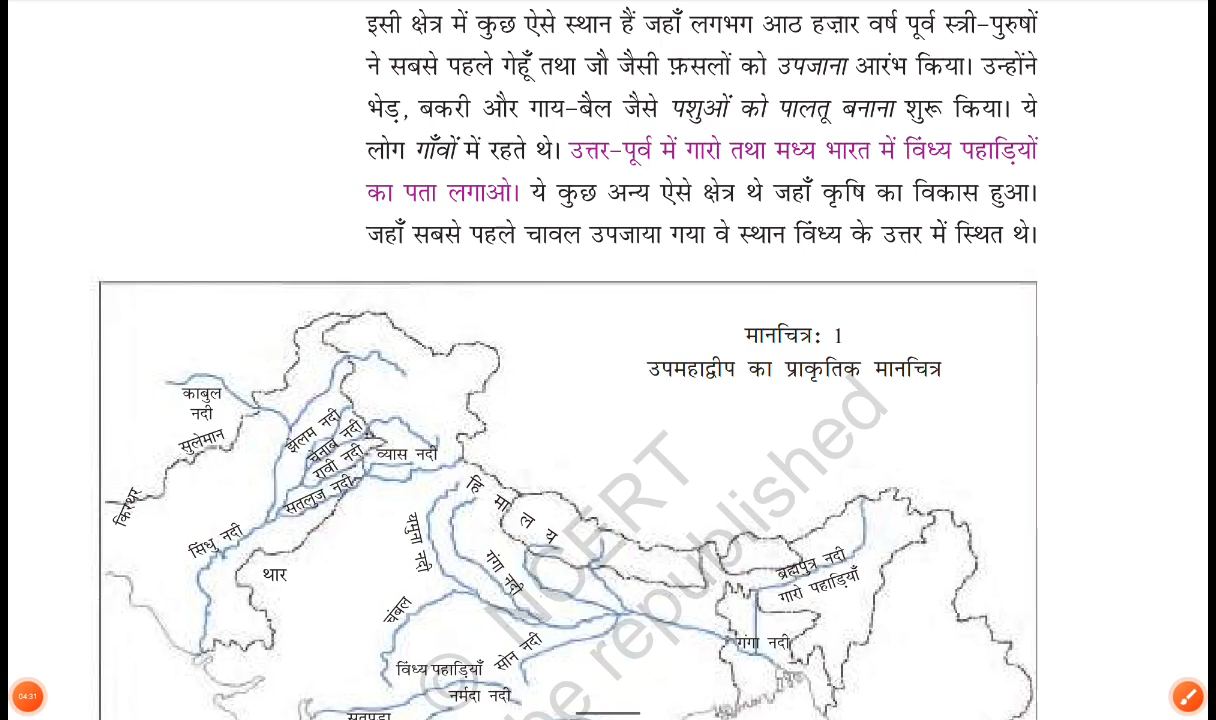 इसी क्षेत्र में कुछ ऐसे स्थान हैं जहाँ लगभग आठ हज़ार वर्ष पूर्व स्त्री-पुरुषों
ने सबसे पहले गेहूँ तथा जौ जैसी फ़सलों को उपजाना आरंभ किया। उन्होंने
भेड़, बकरी और गाय-बैल जैसे पशुओं को पालतू बनाना शुरू किया। ये
लोग गाँवों में रहते थे। उत्तर-पूर्व में गारो तथा मध्य भारत में विंध्य पहाड़ियों
का पता लगाओ। ये कुछ अन्य ऐसे क्षेत्र थे जहाँ कृषि का विकास हुआ।
जहाँ सबसे पहले चावल उपजाया गया वे स्थान विंध्य के उत्तर में स्थित थे।
मानचित्र: 1
उपमहाद्वीप का प्राकृतिक मानचित्र
काबुल
नदी
सुलेमान
झेलम नदी
चेनाब नदी
रावी नदी
व्यास नदी
सतलुज नदी
किरथर
सिंधु नदी
थार
हिमालय
यमुना नदी
गंगा नदी
ब्रह्मपुत्र नदी
गारो पहाड़ियाँ
चंबल
सोन नदी
गंगा नदी
विंध्य पहाड़ियाँ
नर्मदा नदी
सतपुड़ा
© NCERT
be republished
04:31